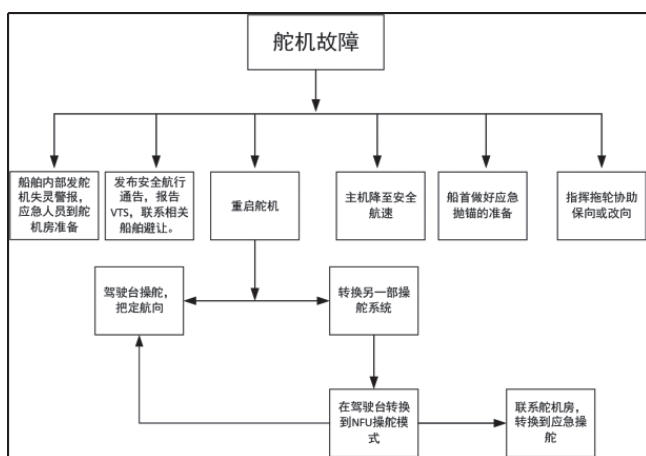 舵机故障
船舶内部发舵
机失灵警报，
应急人员到舵
机房准备
发布安全航行
通告，报告
VTS，联系相关
船舶避让。
重启舵机
主机降至安全
航速
船首做好应急
抛锚的准备
指挥拖轮协助
保向或改向
驾驶台操舵，
把定航向
转换另一部操
舵系统
在驾驶台转换
到NFU操舵模
式
联系舵机房，
转换到应急操
舵